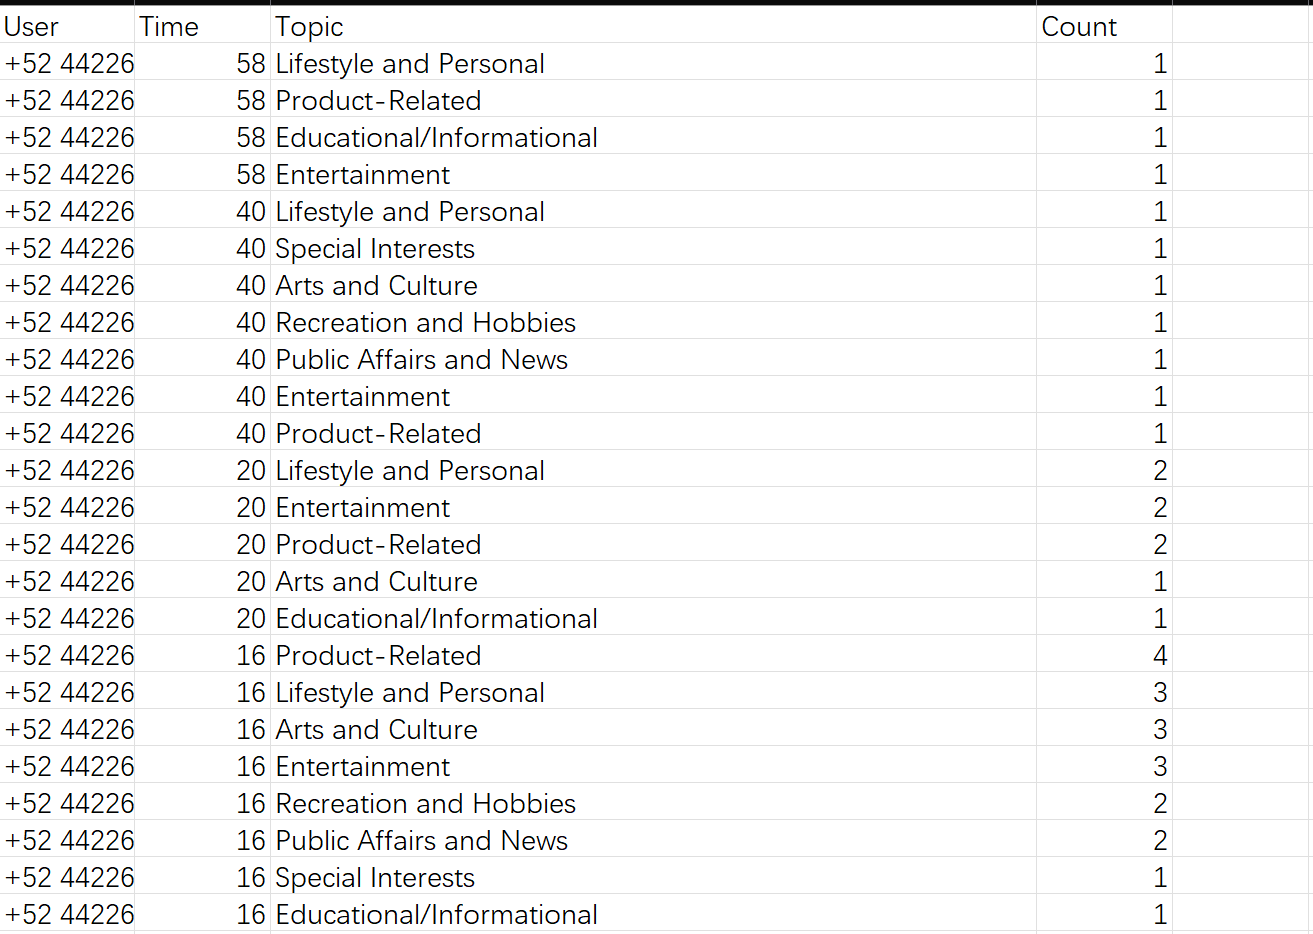 User Time Topic Count
+52 44226 58 Lifestyle and Personal 1
+52 44226 58 Product-Related 1
+52 44226 58 Educational/Informational 1
+52 44226 58 Entertainment 1
+52 44226 40 Lifestyle and Personal 1
+52 44226 40 Special Interests 1
+52 44226 40 Arts and Culture 1
+52 44226 40 Recreation and Hobbies 1
+52 44226 40 Public Affairs and News 1
+52 44226 40 Entertainment 1
+52 44226 40 Product-Related 1
+52 44226 20 Lifestyle and Personal 2
+52 44226 20 Entertainment 2
+52 44226 20 Product-Related 2
+52 44226 20 Arts and Culture 1
+52 44226 20 Educational/Informational 1
+52 44226 16 Product-Related 4
+52 44226 16 Lifestyle and Personal 3
+52 44226 16 Arts and Culture 3
+52 44226 16 Entertainment 3
+52 44226 16 Recreation and Hobbies 2
+52 44226 16 Public Affairs and News 2
+52 44226 16 Special Interests 1
+52 44226 16 Educational/Informational 1